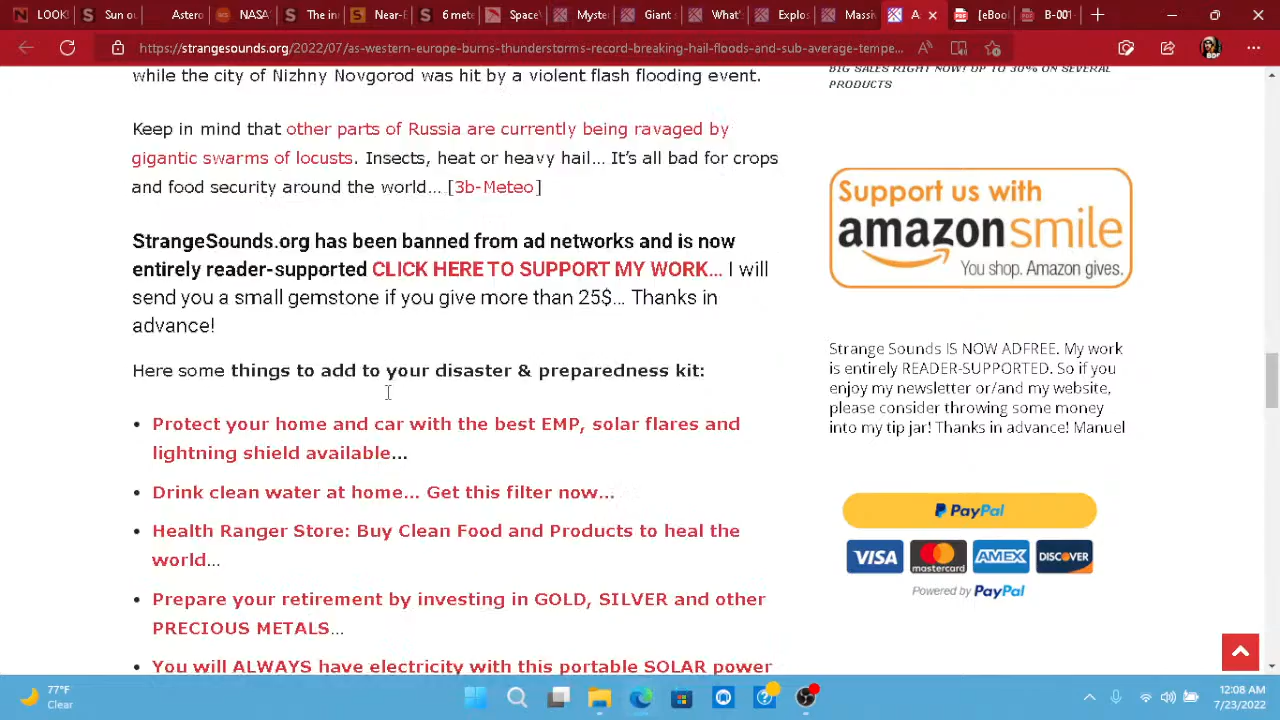 LOOK!
Sun ou
Astero
NASA'
The in
Near-E
6 mete
Space
Myste
Giant
What'
Explos
Massiv
A
[eBoo
B-001-
https://strangesounds.org/2022/07/as-western-europe-burns-thunderstorms-record-breaking-hail-floods-and-sub-average-tempe...
while the city of Nizhny Novgorod was hit by a violent flash flooding event.
Keep in mind that other parts of Russia are currently being ravaged by
gigantic swarms of locusts. Insects, heat or heavy hail… It’s all bad for crops
and food security around the world… [3b-Meteo]
StrangeSounds.org has been banned from ad networks and is now
entirely reader-supported CLICK HERE TO SUPPORT MY WORK… I will
send you a small gemstone if you give more than 25$… Thanks in
advance!
Here some things to add to your disaster & preparedness kit:
• Protect your home and car with the best EMP, solar flares and
lightning shield available…
• Drink clean water at home… Get this filter now…
• Health Ranger Store: Buy Clean Food and Products to heal the
world…
• Prepare your retirement by investing in GOLD, SILVER and other
PRECIOUS METALS…
• You will ALWAYS have electricity with this portable SOLAR power
BIG SALES RIGHT NOW! UP TO 30% ON SEVERAL
PRODUCTS
Support us with
amazonsmile
You shop. Amazon gives.
Strange Sounds IS NOW ADFREE. My work
is entirely READER-SUPPORTED. So if you
enjoy my newsletter or/and my website,
please consider throwing some money
into my tip jar! Thanks in advance! Manuel
PayPal
VISA
mastercard
AMEX
DISCOVER
Powered by PayPal
77°F
Clear
12:08 AM
7/23/2022